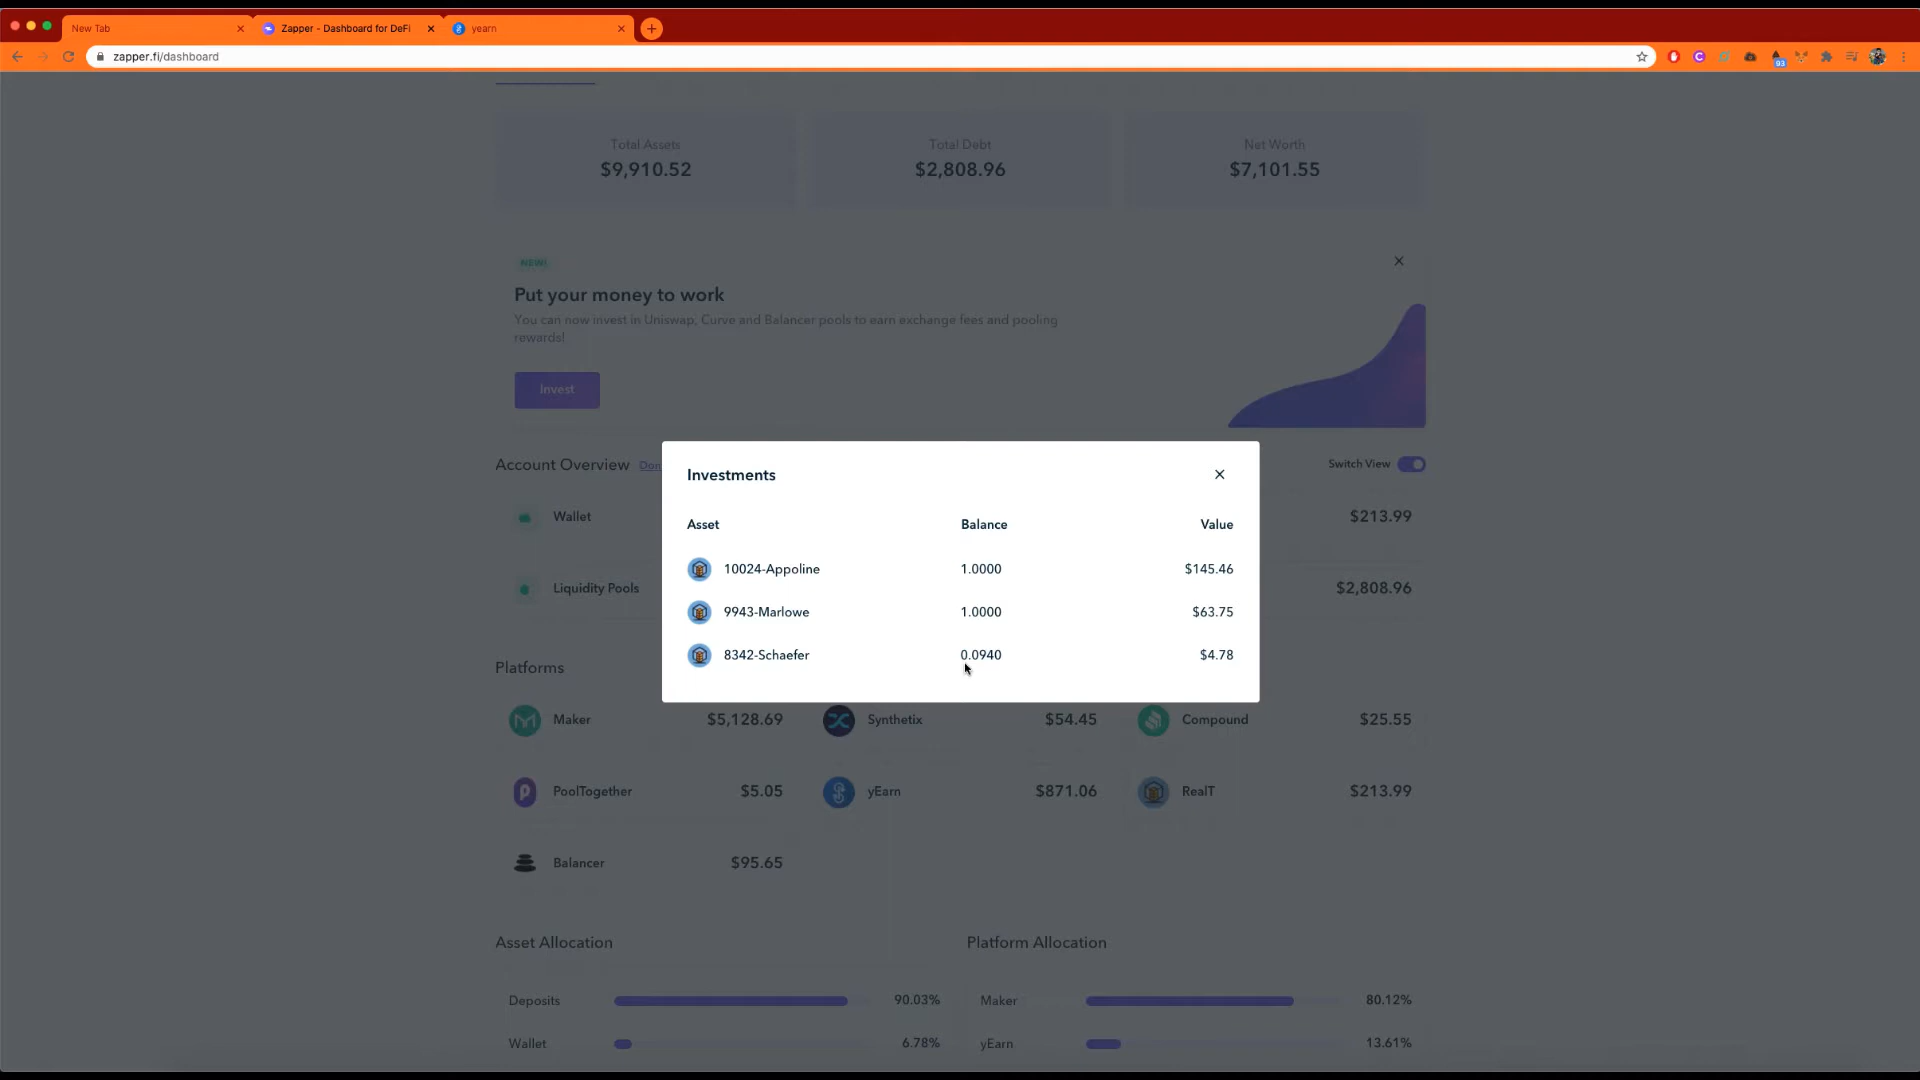 New Tab
Zapper - Dashboard for DeFi
yearn
zapper.fi/dashboard
93
Total Assets
$9,910.52
Total Debt
$2,808.96
Net Worth
$7,101.55
NEW!
Put your money to work
You can now invest in Uniswap, Curve and Balancer pools to earn exchange fees and pooling
rewards!
Invest
Account Overview
Switch View
Wallet
$213.99
Liquidity Pools
$2,808.96
Investments
Asset Balance Value
10024-Appoline 1.0000 $145.46
9943-Marlowe 1.0000 $63.75
8342-Schaefer 0.0940 $4.78
Platforms
Maker $5,128.69
Synthetix $54.45
Compound $25.55
PoolTogether $5.05
yEarn $871.06
RealT $213.99
Balancer $95.65
Asset Allocation
Deposits 90.03%
Wallet 6.78%
Platform Allocation
Maker 80.12%
yEarn 13.61%